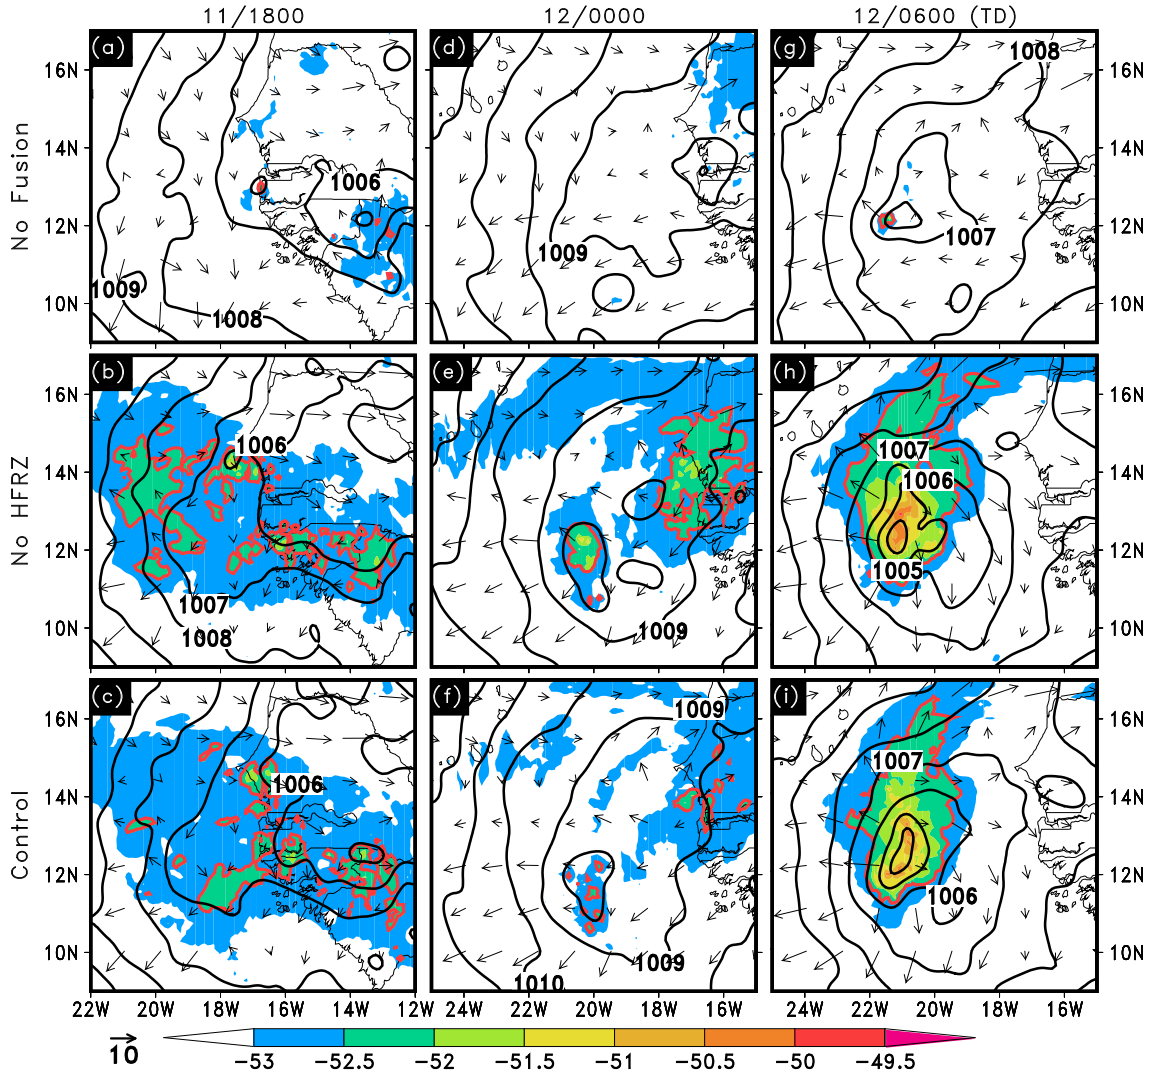 11/1800 12/0000 12/0600 (TD)
No Fusion
(a) 1006 1009 1008
(d) 1009
(g) 1008 1007
16N 14N 12N 10N
16N 14N 12N 10N
No HFRZ
(b) 1006 1007 1008
(e) 1009
(h) 1007 1006 1005
16N 14N 12N 10N
16N 14N 12N 10N
Control
(c) 1006
(f) 1009 1009 1010
(i) 1007 1006
16N 14N 12N 10N
16N 14N 12N 10N
22W 20W 18W 16W 14W 12W 24W 22W 20W 18W 16W 24W 22W 20W 18W 16W
10
-53 -52.5 -52 -51.5 -51 -50.5 -50 -49.5